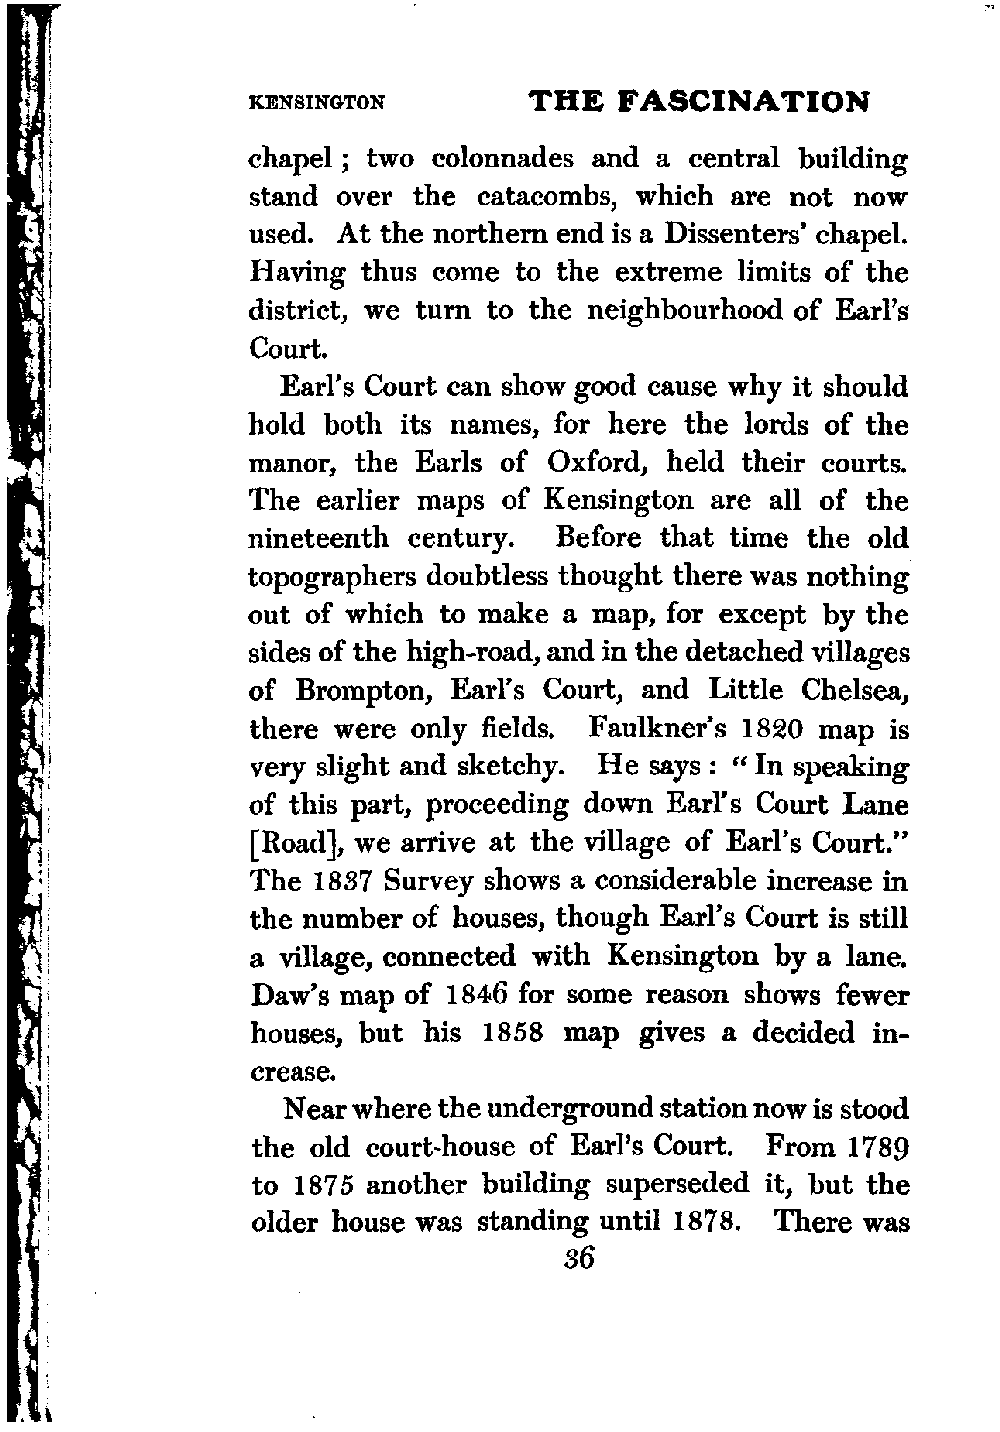 KENSINGTON THE FASCINATION
chapel ; two colonnades and a central building
stand over the catacombs, which are not now
used. At the northern end is a Dissenters' chapel.
Having thus come to the extreme limits of the
district, we turn to the neighbourhood of Earl's
Court.
Earl's Court can show good cause why it should
hold both its names, for here the lords of the
manor, the Earls of Oxford, held their courts.
The earlier maps of Kensington are all of the
nineteenth century. Before that time the old
topographers doubtless thought there was nothing
out of which to make a map, for except by the
sides of the high-road, and in the detached villages
of Brompton, Earl's Court, and Little Chelsea,
there were only fields. Faulkner's 1820 map is
very slight and sketchy. He says : “ In speaking
of this part, proceeding down Earl's Court Lane
[Road], we arrive at the village of Earl's Court.”
The 1837 Survey shows a considerable increase in
the number of houses, though Earl's Court is still
a village, connected with Kensington by a lane.
Daw's map of 1846 for some reason shows fewer
houses, but his 1858 map gives a decided in-
crease.
Near where the underground station now is stood
the old court-house of Earl's Court. From 1789
to 1875 another building superseded it, but the
older house was standing until 1878. There was
36